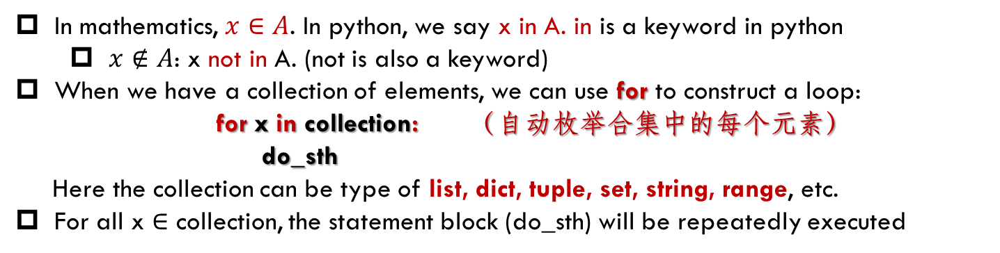 In mathematics, 𝑥 ∈ 𝐴. In python, we say x in A. in is a keyword in python
𝑥 ∉ 𝐴: x not in A. (not is also a keyword)
When we have a collection of elements, we can use for to construct a loop:
for x in collection: （自动枚举合集中的每个元素）
do_sth
Here the collection can be type of list, dict, tuple, set, string, range, etc.
For all x ∈ collection, the statement block (do_sth) will be repeatedly executed